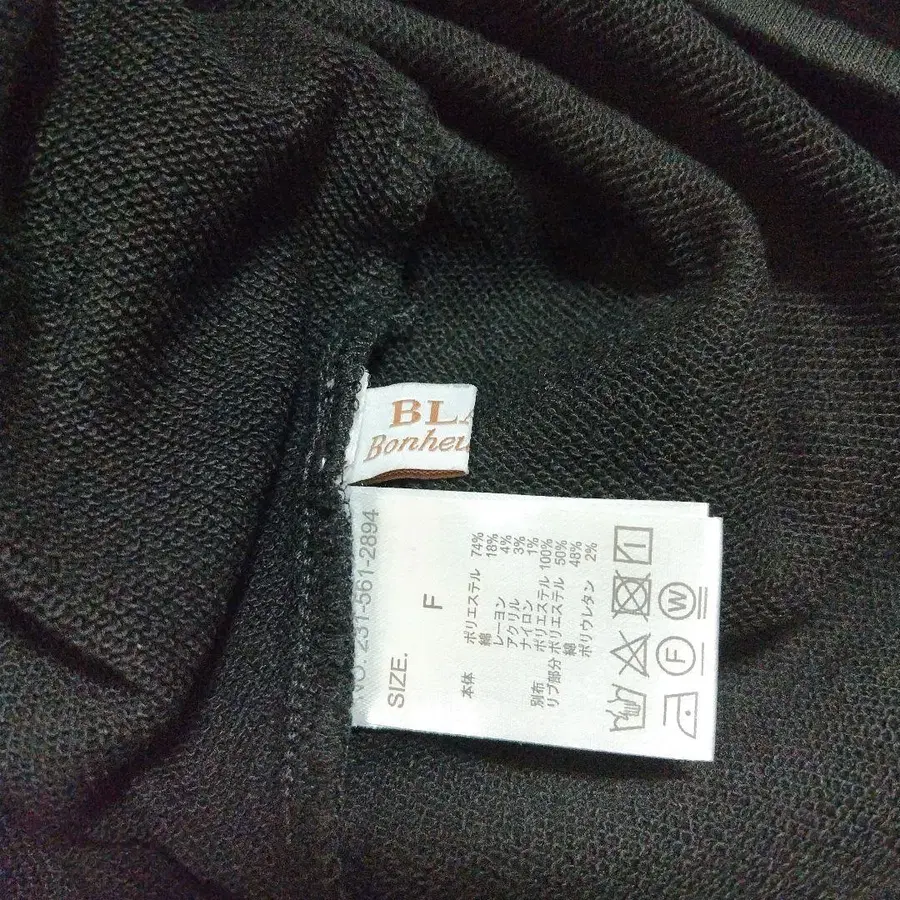 BLA
Bonheu
NO. 231-561-2894
SIZE. F
本体 ポリエステル 74%
綿 18%
レーヨン 4%
アクリル 3%
ナイロン 1%
別布 ポリエステル 100%
リブ部分 ポリエステル 50%
綿 48%
ポリウレタン 2%
F
W